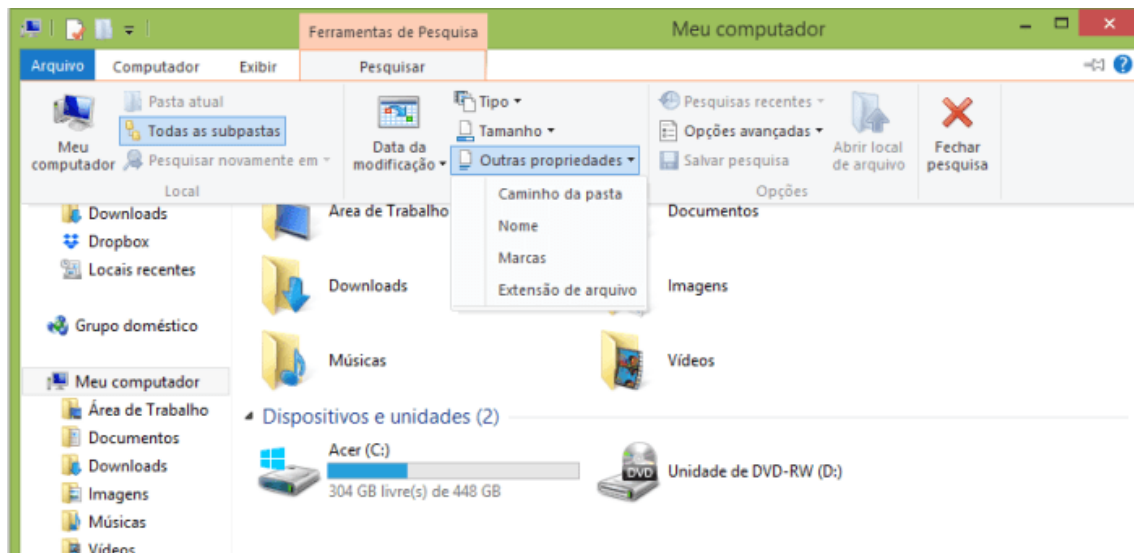 Ferramentas de Pesquisa
Meu computador
Arquivo
Computador
Exibir
Pesquisar
Meu computador
Pasta atual
Todas as subpastas
Pesquisar novamente em
Local
Data da modificação
Tipo
Tamanho
Outras propriedades
Caminho da pasta
Nome
Marcas
Extensão de arquivo
Pesquisas recentes
Opções avançadas
Salvar pesquisa
Abrir local de arquivo
Opções
Fechar pesquisa
Downloads
Dropbox
Locais recentes
Grupo doméstico
Meu computador
Área de Trabalho
Documentos
Downloads
Imagens
Músicas
Vídeos
Área de Trabalho
Documentos
Downloads
Imagens
Músicas
Vídeos
Dispositivos e unidades (2)
Acer (C:)
304 GB livre(s) de 448 GB
DVD
Unidade de DVD-RW (D:)